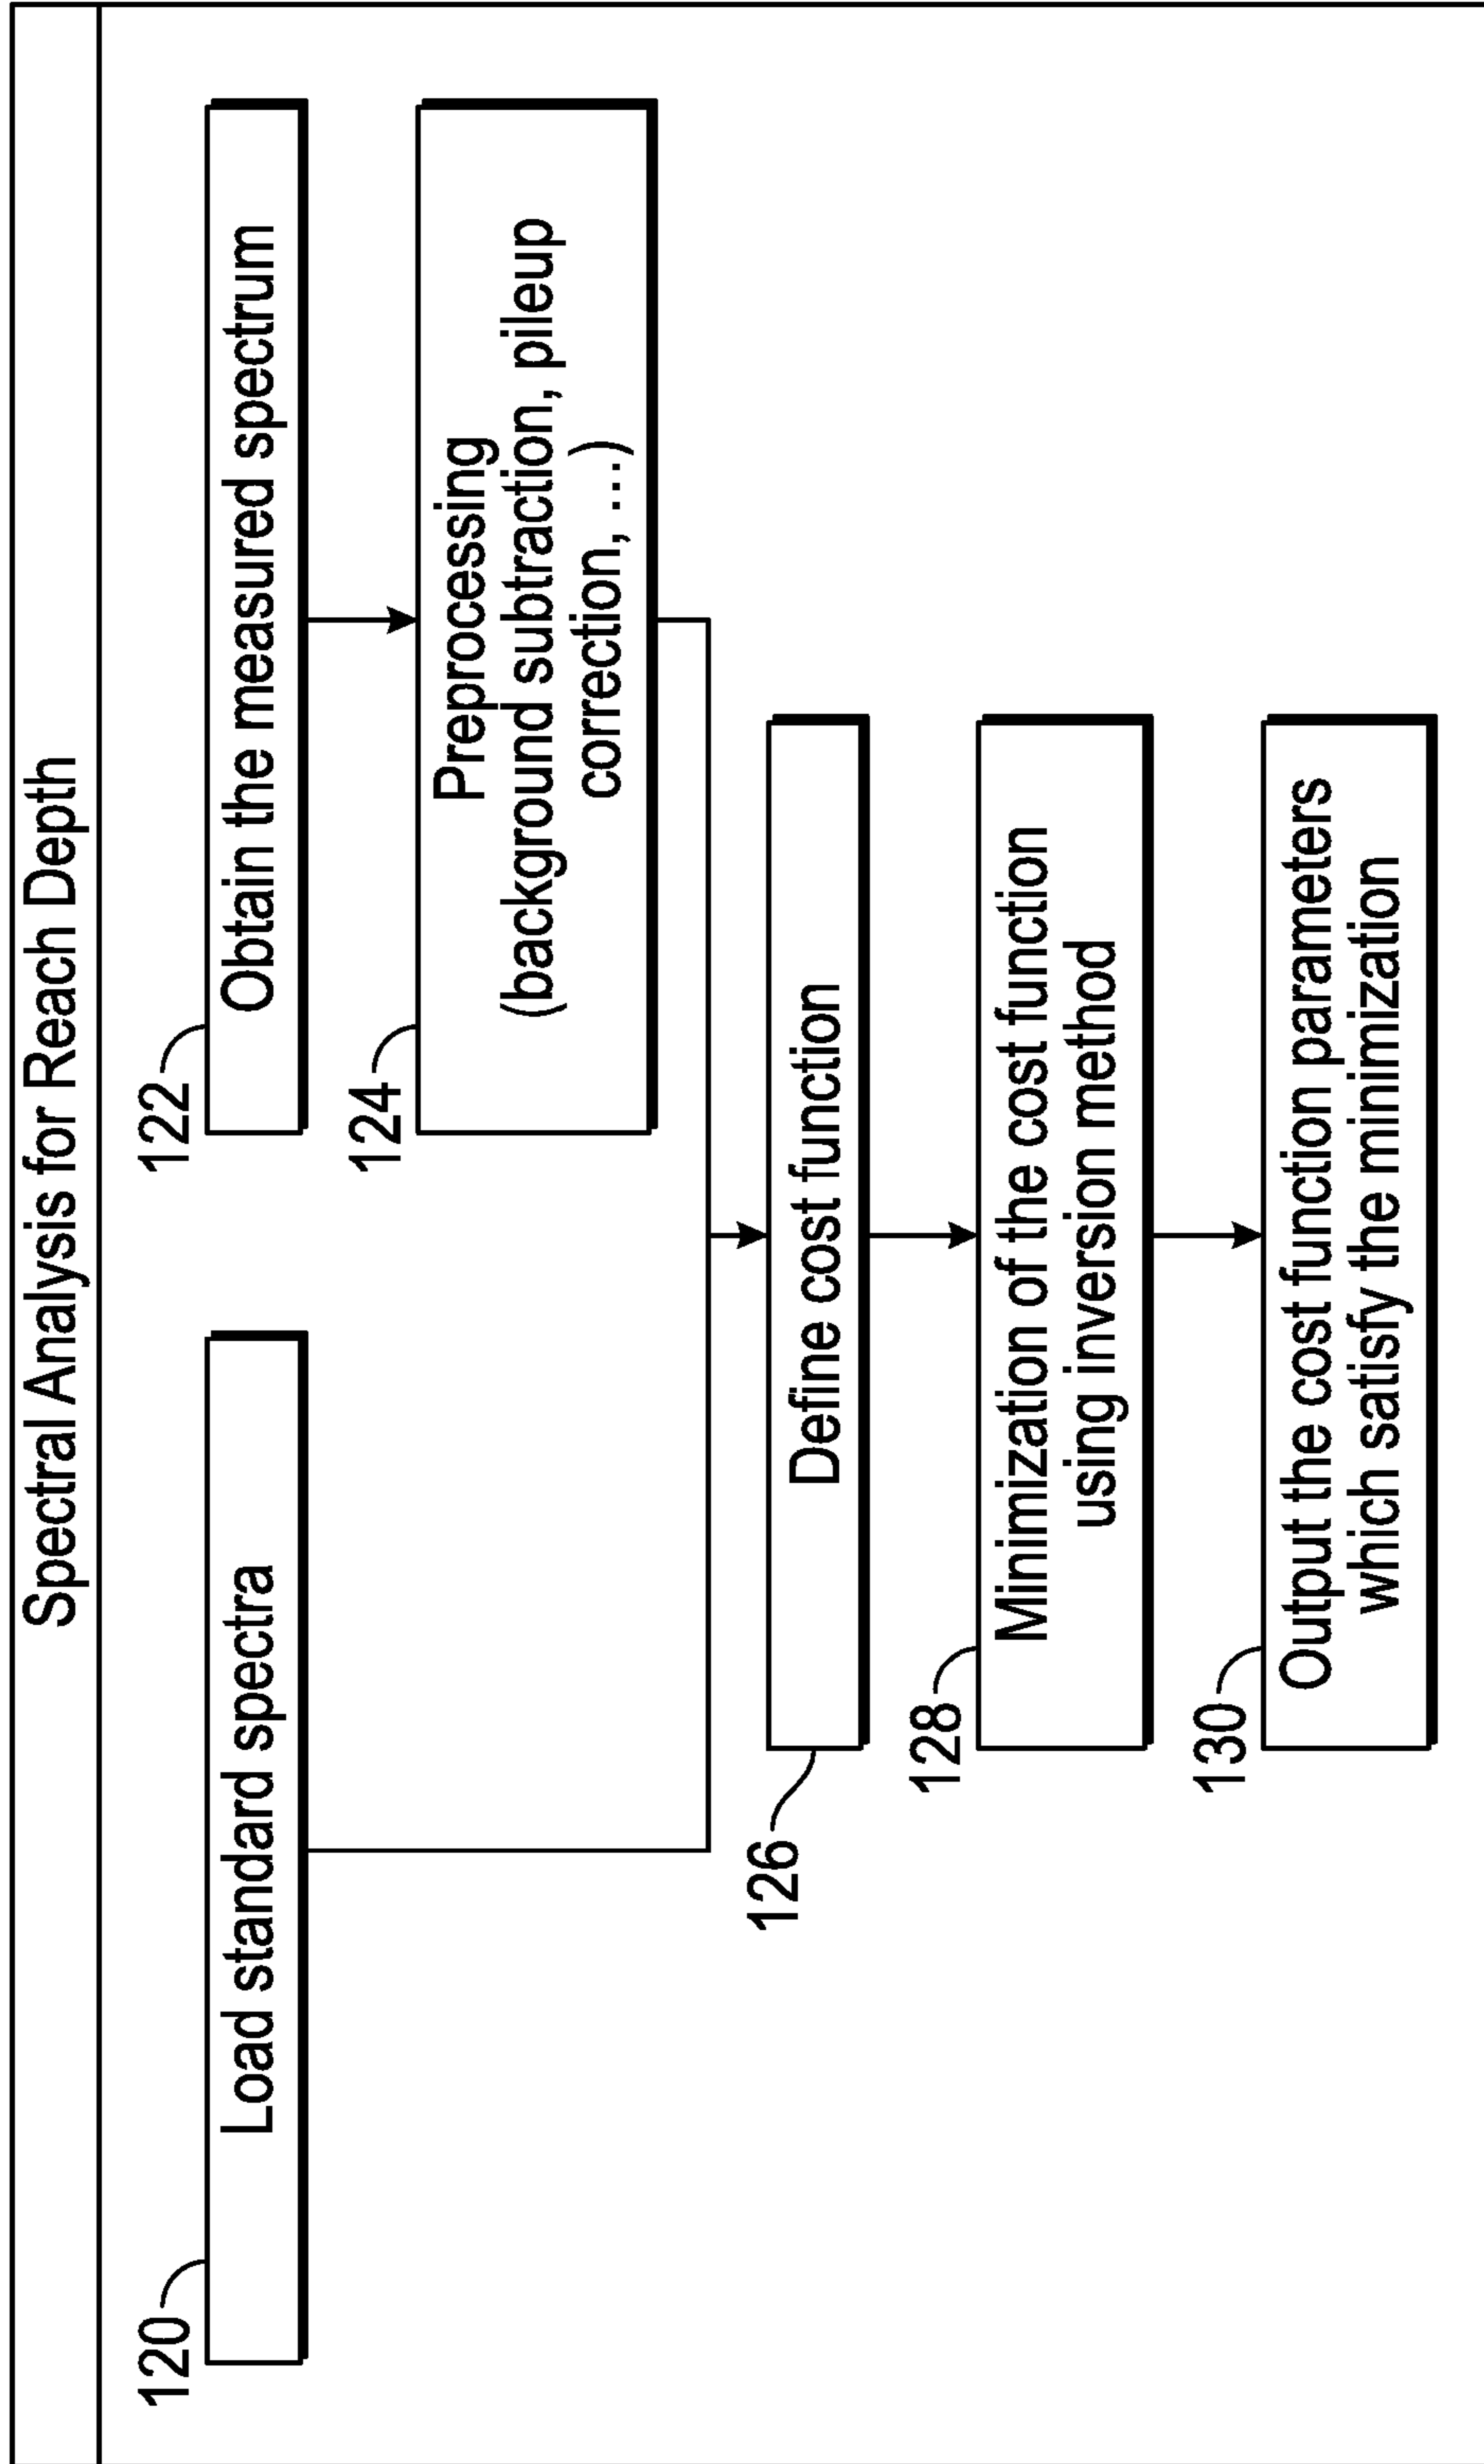 Spectral Analysis for Reach Depth
120
Load standard spectra
122
Obtain the measured spectrum
124
Preprocessing
(background subtraction, pileup
correction, ...)
126
Define cost function
128
Minimization of the cost function
using inversion method
130
Output the cost function parameters
which satisfy the minimization